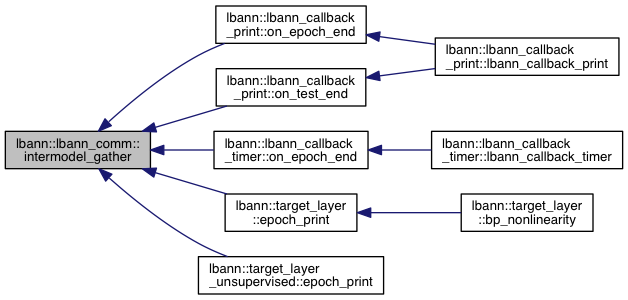 lbann::lbann_callback
_print::on_epoch_end
lbann::lbann_callback
_print::lbann_callback_print
lbann::lbann_callback
_print::on_test_end
lbann::lbann_comm::
intermodel_gather
lbann::lbann_callback
_timer::on_epoch_end
lbann::lbann_callback
_timer::lbann_callback_timer
lbann::target_layer
::epoch_print
lbann::target_layer
::bp_nonlinearity
lbann::target_layer
_unsupervised::epoch_print